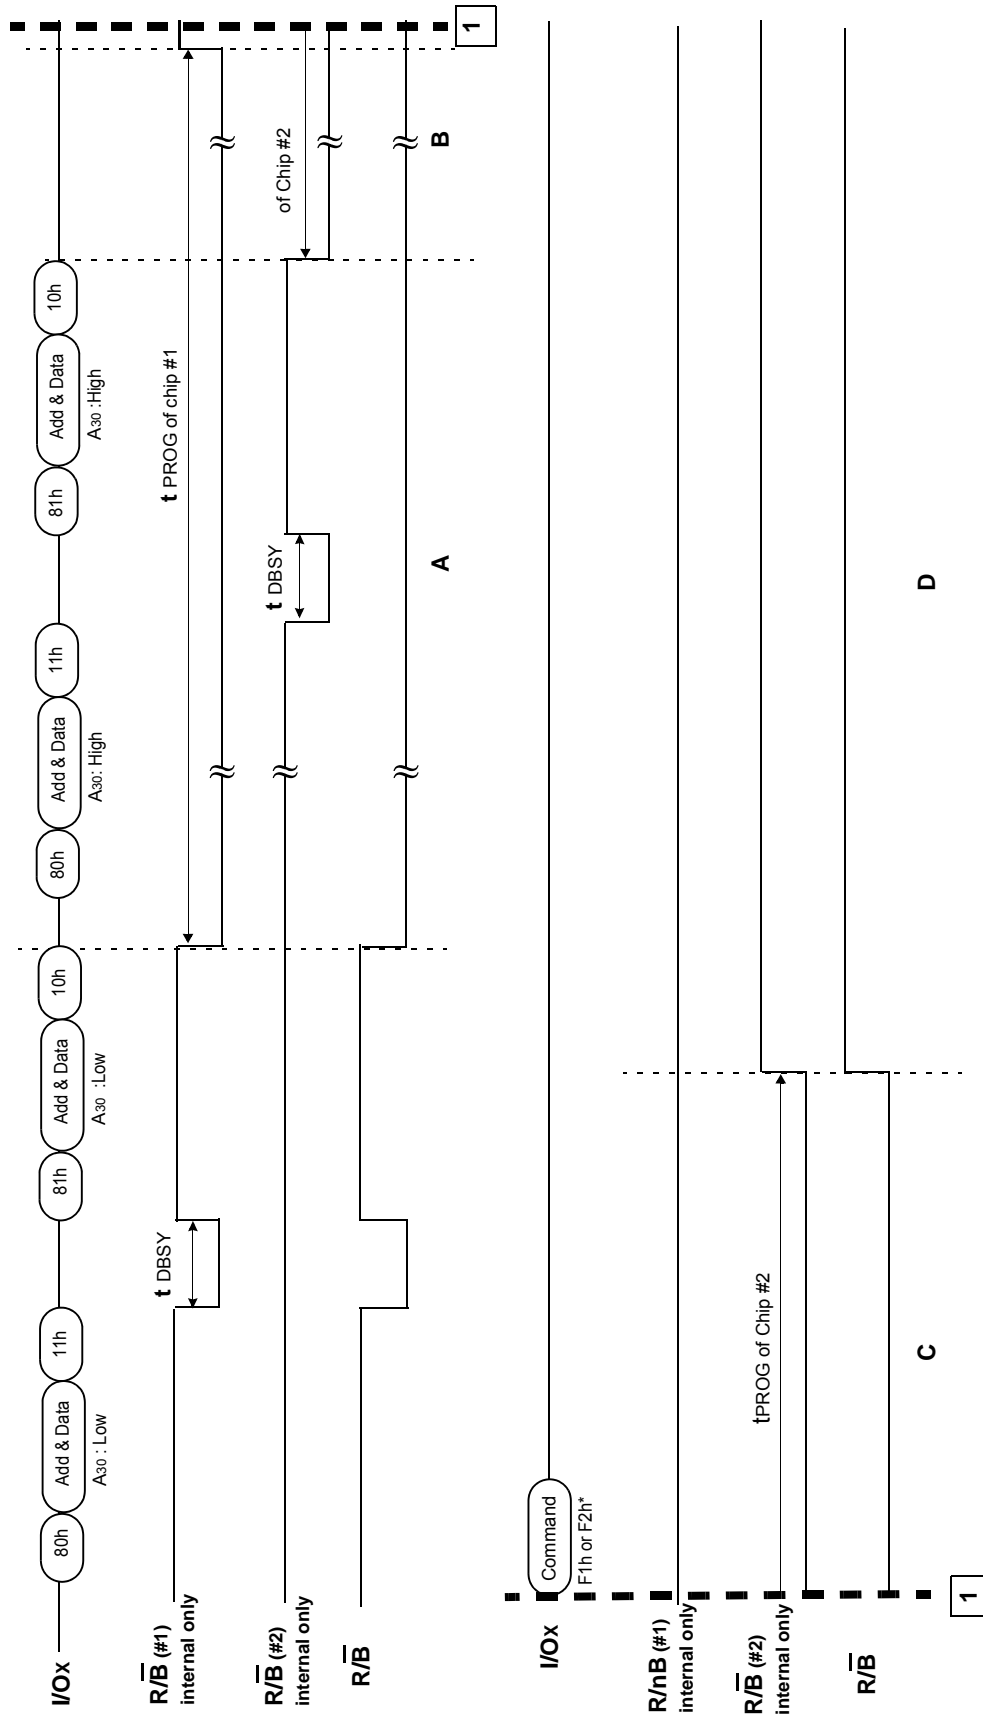 I/Ox
80h
Add & Data
11h
81h
Add & Data
10h
80h
Add & Data
11h
81h
Add & Data
10h
A30 : Low
A30 :Low
A30: High
A30 :High
R/B (#1)
internal only
t DBSY
t PROG of chip #1
R/B (#2)
internal only
t DBSY
of Chip #2
R/B
A
B
1
I/Ox
Command
F1h or F2h*
R/nB (#1)
internal only
R/B (#2)
internal only
tPROG of Chip #2
R/B
C
D
1